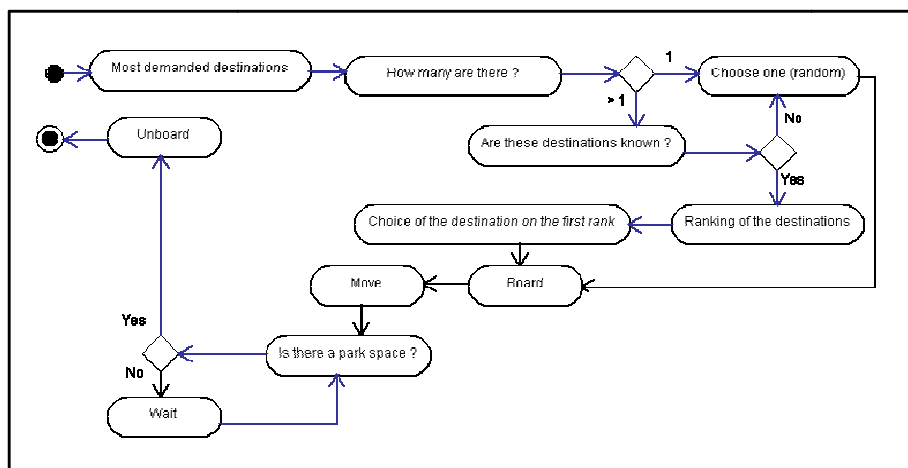 Most demanded destinations
How many are there ?
1
Choose one (random)
> 1
No
Unboard
Are these destinations known ?
Yes
Choice of the destination on the first rank
Ranking of the destinations
Move
Board
Yes
Is there a park space ?
No
Wait